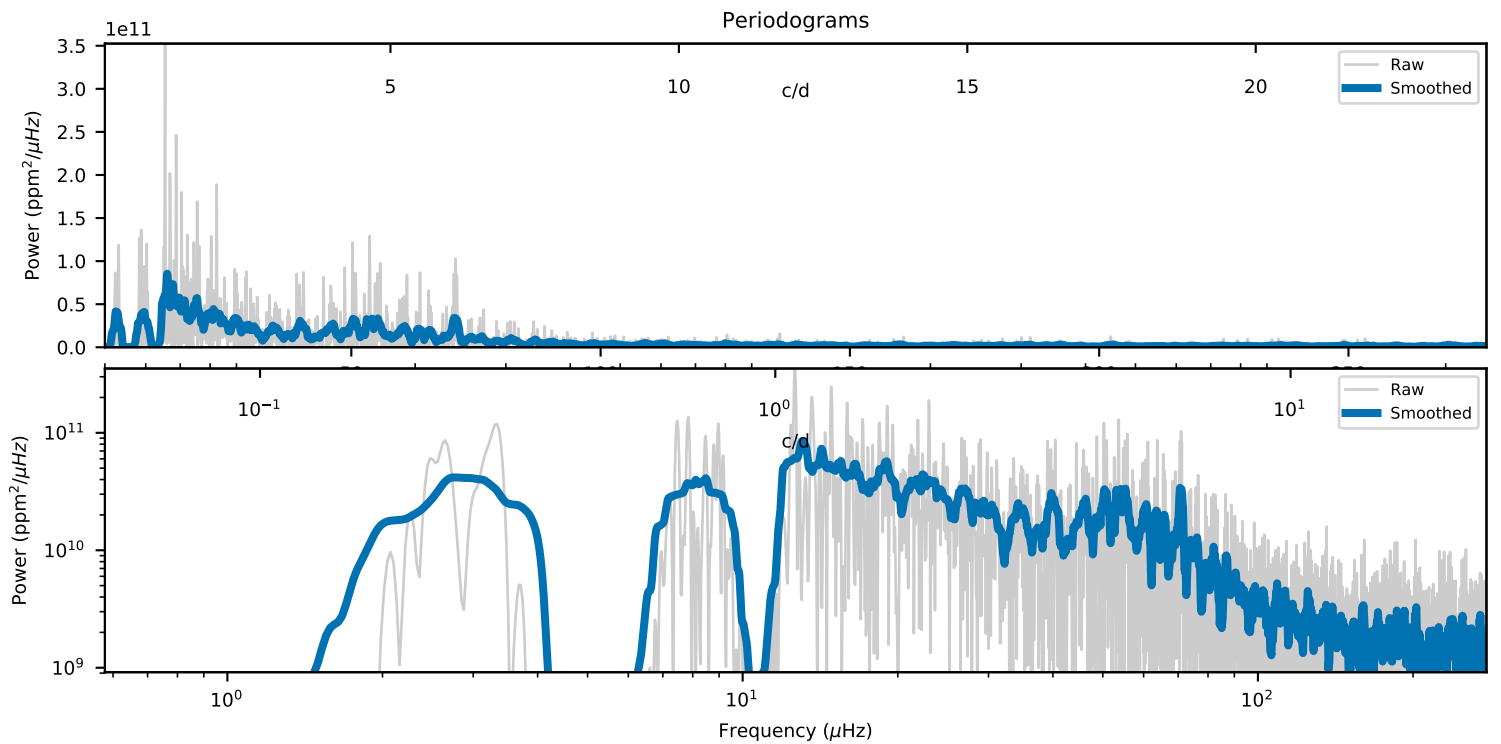 Periodograms
1e11
3.5
3.0
2.5
2.0
1.5
1.0
0.5
0.0
Power (ppm²/μHz)
5 10 15 20
c/d
Raw
Smoothed
10⁻¹ 10⁰ 10¹
c/d
Raw
Smoothed
10¹¹
10¹⁰
10⁹
Power (ppm²/μHz)
10⁰ 10¹ 10²
Frequency (μHz)